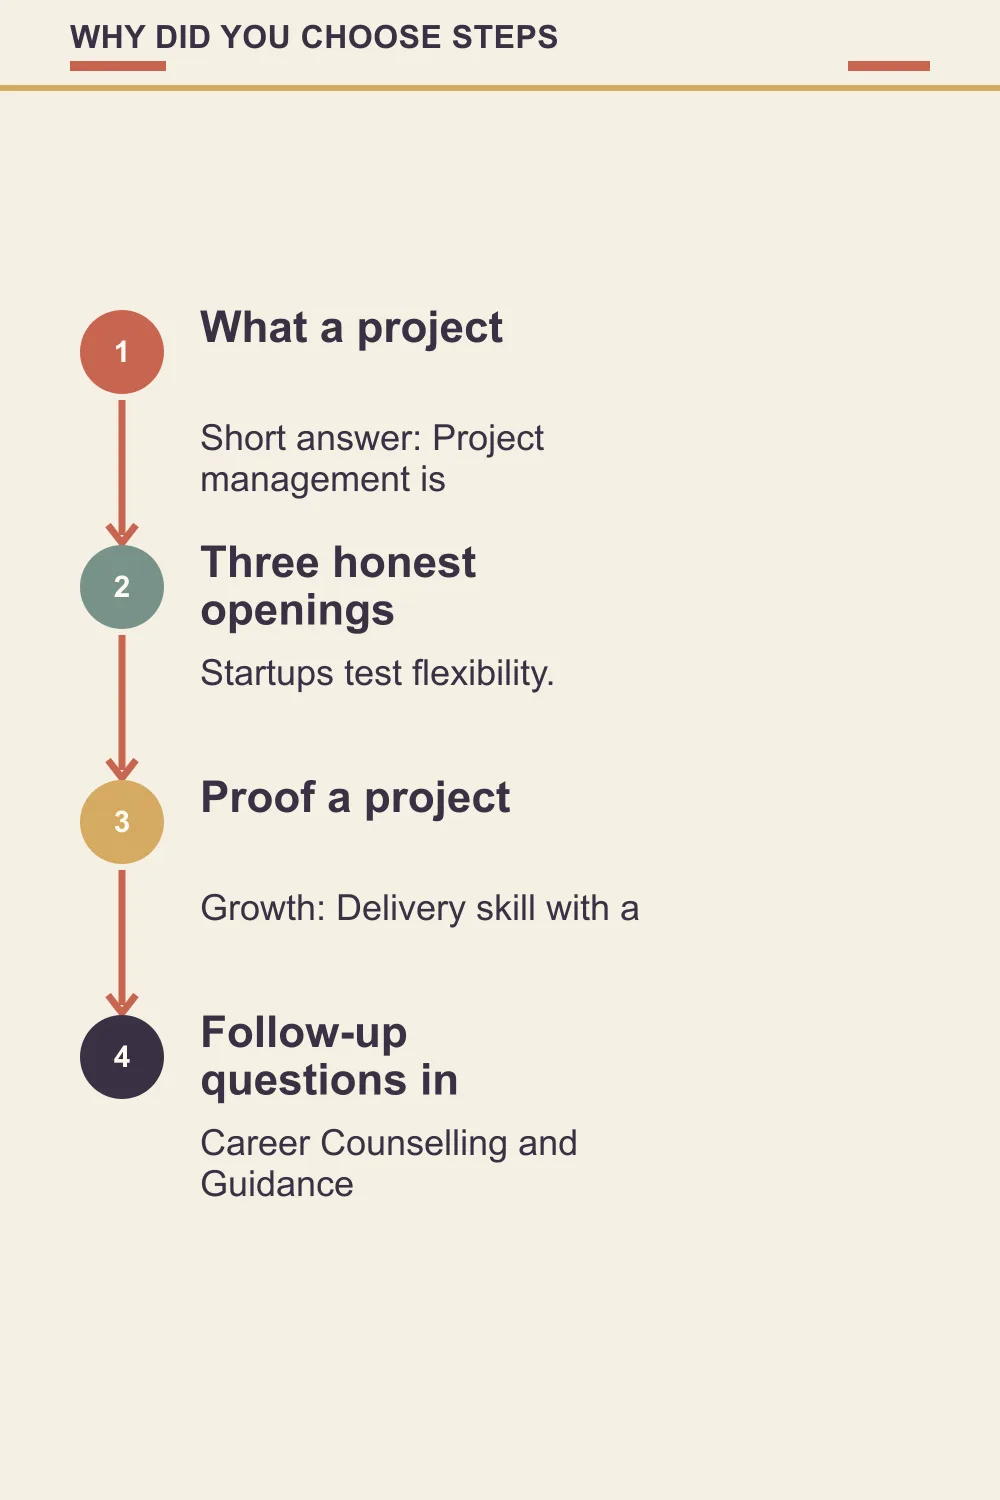 WHY DID YOU CHOOSE STEPS
1
What a project
Short answer: Project
management is
2
Three honest
openings
Startups test flexibility.
3
Proof a project
Growth: Delivery skill with a
4
Follow-up
questions in
Career Counselling and
Guidance